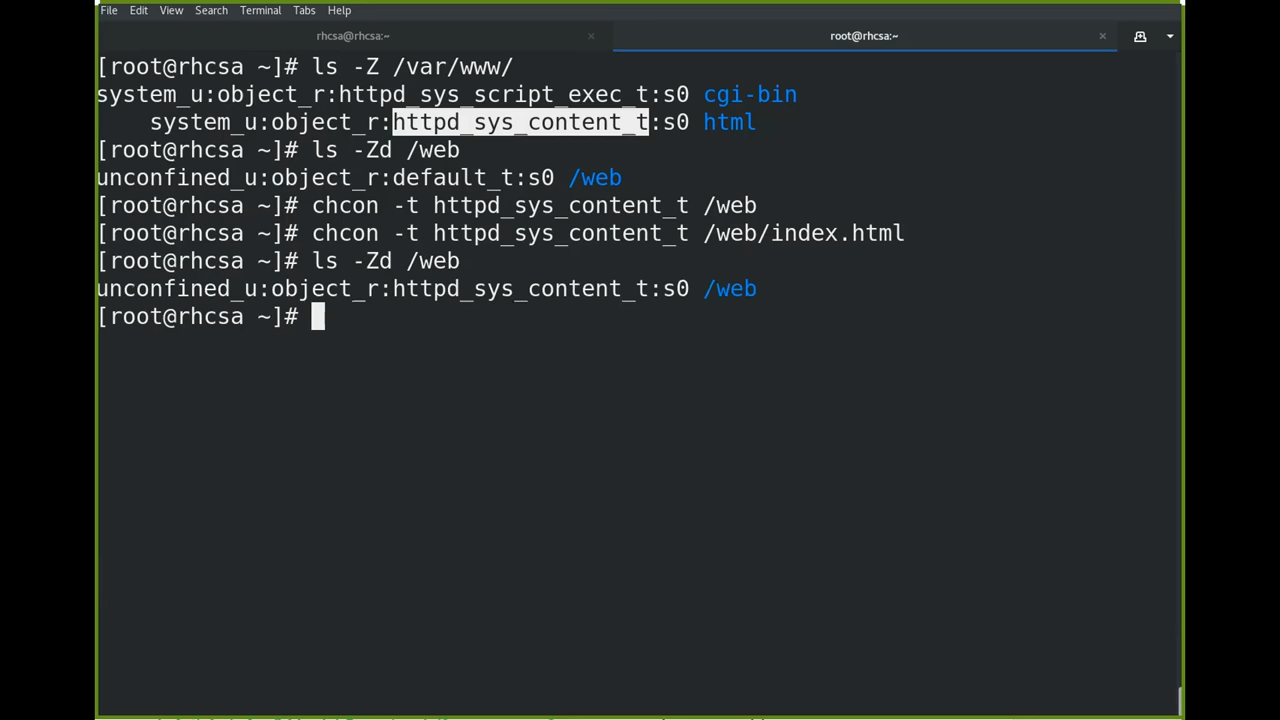 File Edit View Search Terminal Tabs Help
rhcsa@rhcsa:~ × root@rhcsa:~ ×
[root@rhcsa ~]# ls -Z /var/www/
system_u:object_r:httpd_sys_script_exec_t:s0 cgi-bin
system_u:object_r:httpd_sys_content_t:s0 html
[root@rhcsa ~]# ls -Zd /web
unconfined_u:object_r:default_t:s0 /web
[root@rhcsa ~]# chcon -t httpd_sys_content_t /web
[root@rhcsa ~]# chcon -t httpd_sys_content_t /web/index.html
[root@rhcsa ~]# ls -Zd /web
unconfined_u:object_r:httpd_sys_content_t:s0 /web
[root@rhcsa ~]#